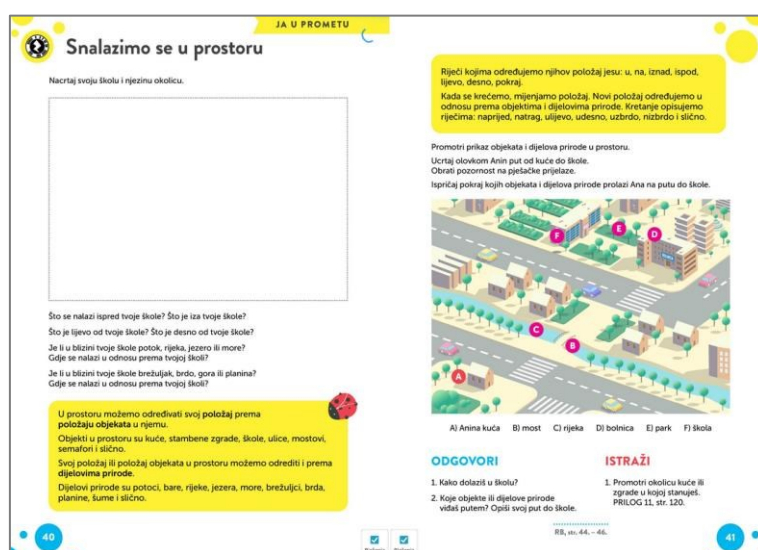 JA U PROMETU
Snalazimo se u prostoru
Nacrtaj svoju školu i njezinu okolicu.
Što se nalazi ispred tvoje škole? Što je iza tvoje škole?
Što je lijevo od tvoje škole? Što je desno od tvoje škole?
Je li u blizini tvoje škole potok, rijeka, jezero ili more?
Gdje se nalazi u odnosu prema tvojoj školi?
Je li u blizini tvoje škole brežuljak, brdo, gora ili planina?
Gdje se nalazi u odnosu prema tvojoj školi?
U prostoru možemo određivati svoj položaj prema
položaju objekata u njemu.
Objekti u prostoru su kuće, stambene zgrade, škole, ulice, mostovi,
semafori i slično.
Svoj položaj ili položaj objekata u prostoru možemo odrediti i prema
dijelovima prirode.
Dijelovi prirode su potoci, bare, rijeke, jezera, more, brežuljci, brda,
planine, šume i slično.
40
Riječi kojima određujemo njihov položaj jesu: u, na, iznad, ispod,
lijevo, desno, pokraj.
Kada se krećemo, mijenjamo položaj. Novi položaj određujemo u
odnosu prema objektima i dijelovima prirode. Kretanje opisujemo
riječima: naprijed, natrag, ulijevo, udesno, uzbrdo, nizbrdo i slično.
Promotri prikaz objekata i dijelova prirode u prostoru.
Ucrtaj olovkom Anin put od kuće do škole.
Obrati pozornost na pješačke prijelaze.
Ispričaj pokraj kojih objekata i dijelova prirode prolazi Ana na putu do škole.
F
E
D
C
B
A
A) Anina kuća B) most C) rijeka D) bolnica E) park F) škola
ODGOVORI
1. Kako dolaziš u školu?
2. Koje objekte ili dijelove prirode
viđaš putem? Opiši svoj put do škole.
ISTRAŽI
1. Promotri okolicu kuće ili
zgrade u kojoj stanuješ.
PRILOG 11, str. 120.
RB, str. 44. – 46.
41